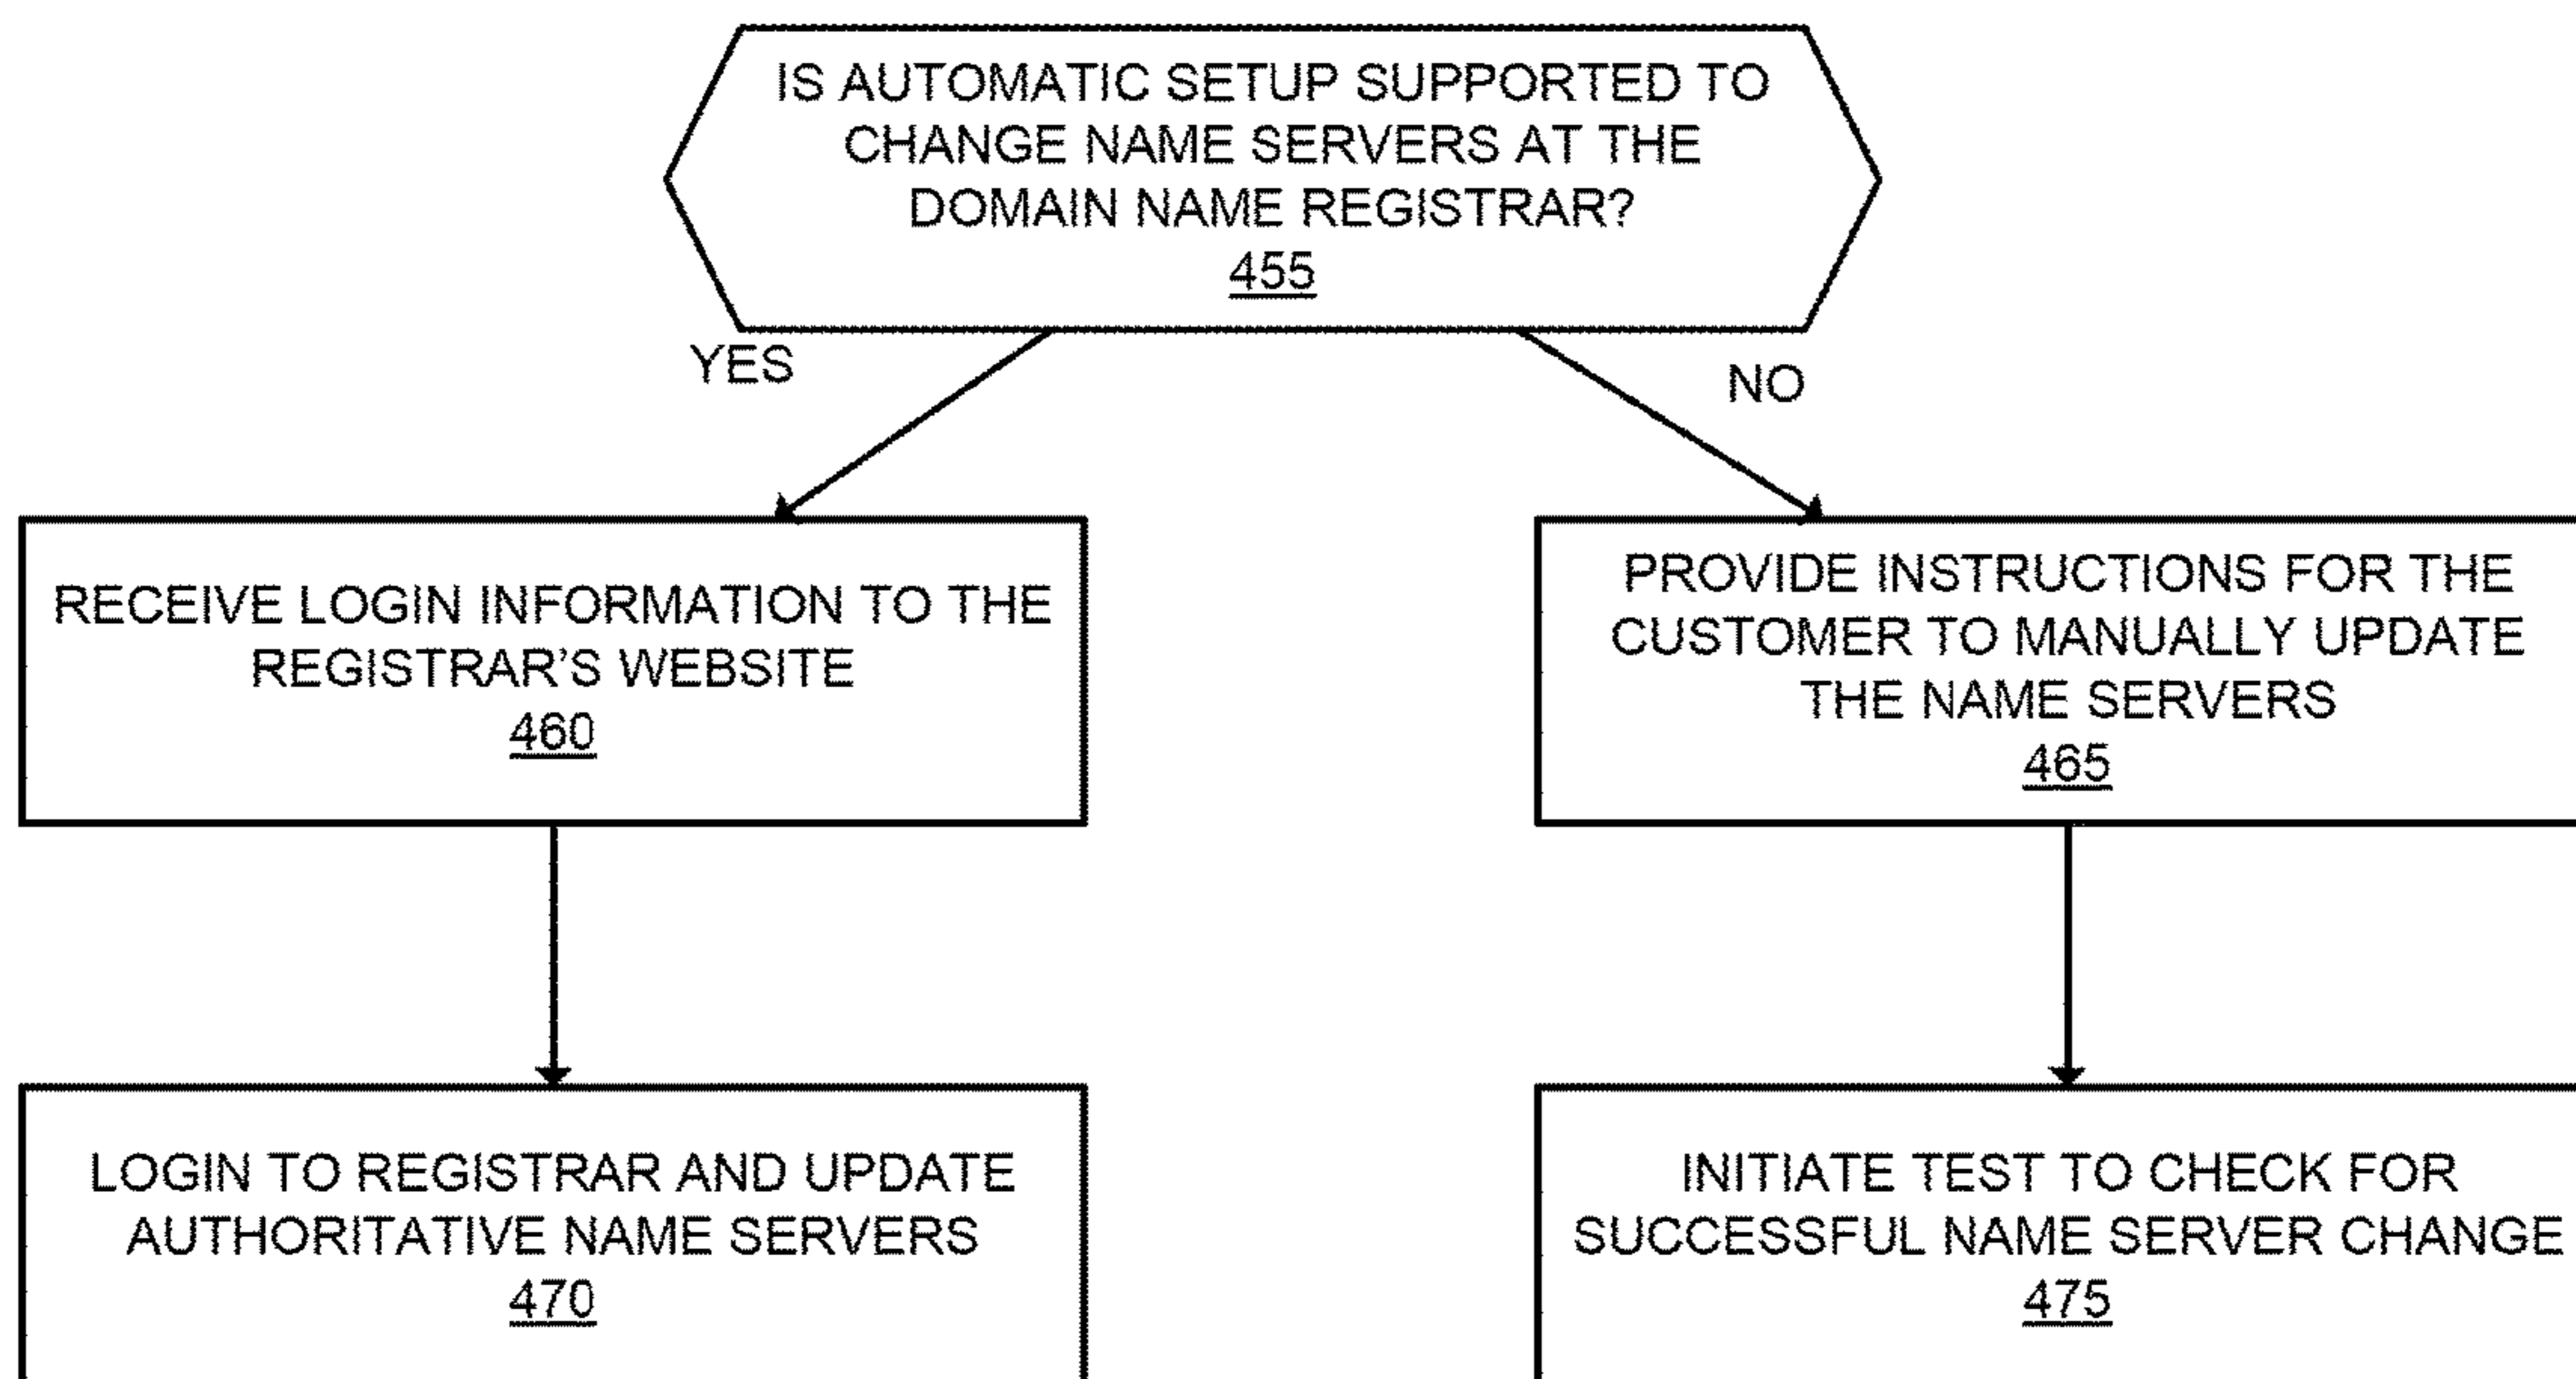 IS AUTOMATIC SETUP SUPPORTED TO
CHANGE NAME SERVERS AT THE
DOMAIN NAME REGISTRAR?
455
YES
NO
RECEIVE LOGIN INFORMATION TO THE
REGISTRAR'S WEBSITE
460
PROVIDE INSTRUCTIONS FOR THE
CUSTOMER TO MANUALLY UPDATE
THE NAME SERVERS
465
LOGIN TO REGISTRAR AND UPDATE
AUTHORITATIVE NAME SERVERS
470
INITIATE TEST TO CHECK FOR
SUCCESSFUL NAME SERVER CHANGE
475